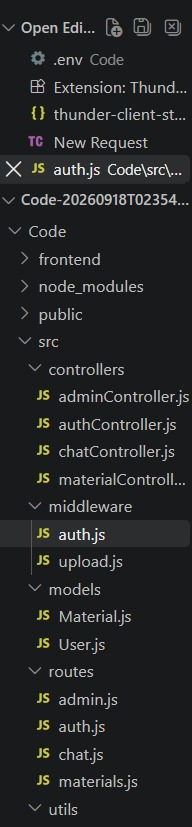 Open Edi...
.env Code
Extension: Thund...
{} thunder-client-st...
TC New Request
JS auth.js Code\src\...
Code-20260918T02354...
Code
frontend
node_modules
public
src
controllers
JS adminController.js
JS authController.js
JS chatController.js
JS materialControll...
middleware
JS auth.js
JS upload.js
models
JS Material.js
JS User.js
routes
JS admin.js
JS auth.js
JS chat.js
JS materials.js
utils